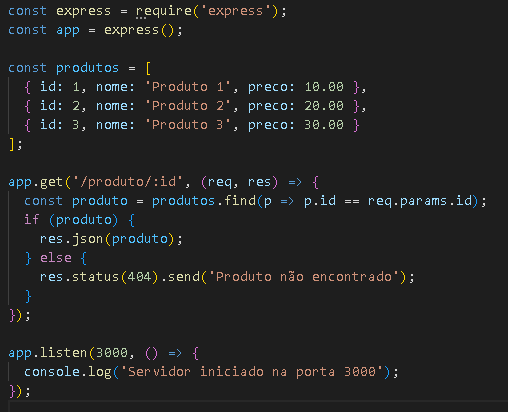 const express = require('express');
const app = express();
const produtos = [
{ id: 1, nome: 'Produto 1', preco: 10.00 },
{ id: 2, nome: 'Produto 2', preco: 20.00 },
{ id: 3, nome: 'Produto 3', preco: 30.00 }
];
app.get('/produto/:id', (req, res) => {
const produto = produtos.find(p => p.id == req.params.id);
if (produto) {
res.json(produto);
} else {
res.status(404).send('Produto não encontrado');
}
});
app.listen(3000, () => {
console.log('Servidor iniciado na porta 3000');
});